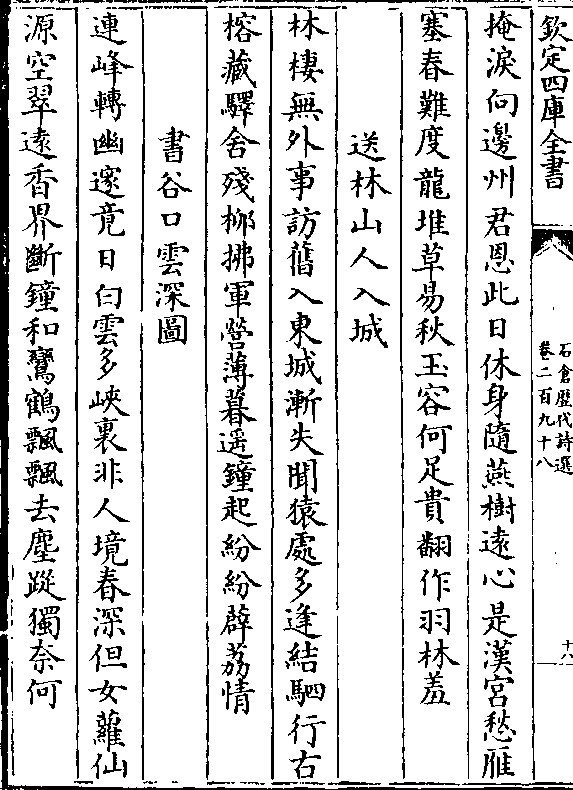 欽定四庫全書
石倉歴代詩選
卷二百九十八
十八
掩淚向邊州君恩此日休身隨燕樹逺心是漢宮愁雁
塞春難度龍堆草易秋玉容何足貴翻作羽林羞
送林山人入城
林棲無外事訪舊入東城漸失聞猿處多逢結駟行古
榕藏驛舍殘柳拂軍營薄暮遥鐘起紛紛薜荔情
書谷口雲深圖
連峰轉幽邃竟日白雲多峽裏非人境春深但女蘿仙
源空翠逺香界斷鐘和鸞鶴飄飄去塵蹤獨奈何